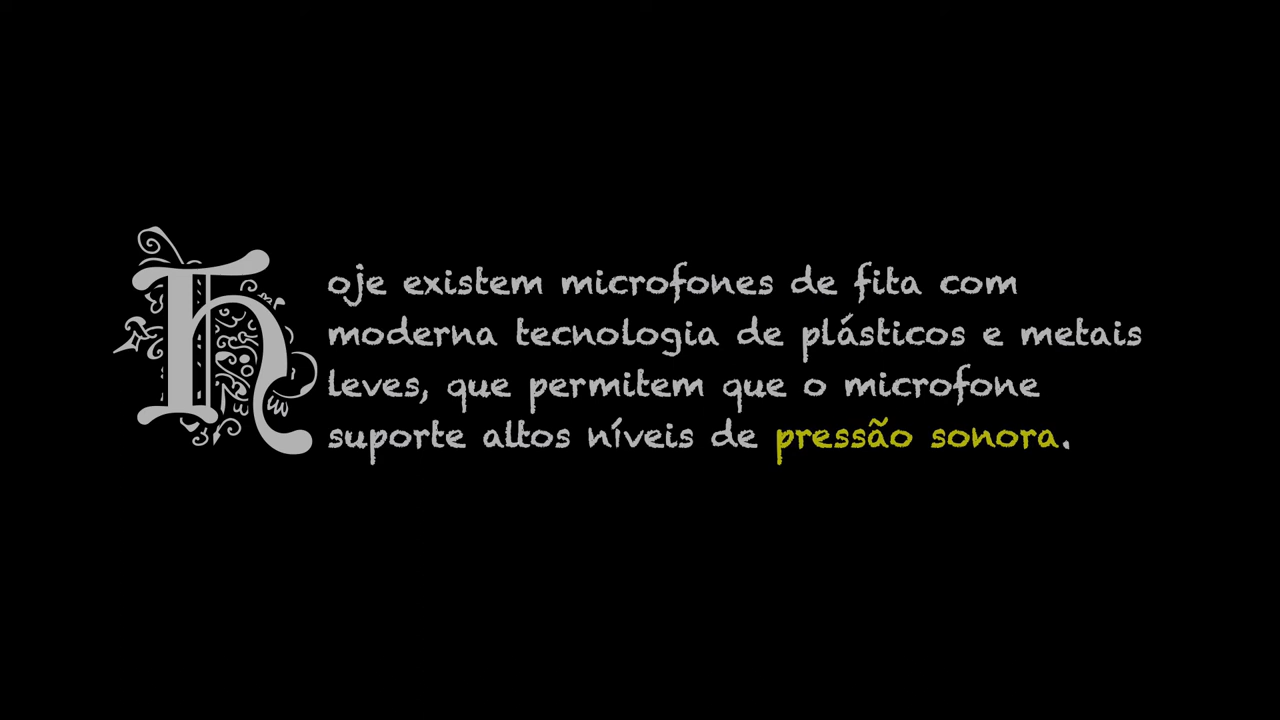 Hoje existem microfones de fita com
moderna tecnologia de plásticos e metais
leves, que permitem que o microfone
suporte altos níveis de pressão sonora.